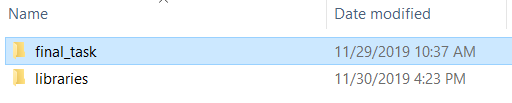 Name Date modified
final_task 11/29/2019 10:37 AM
libraries 11/30/2019 4:23 PM